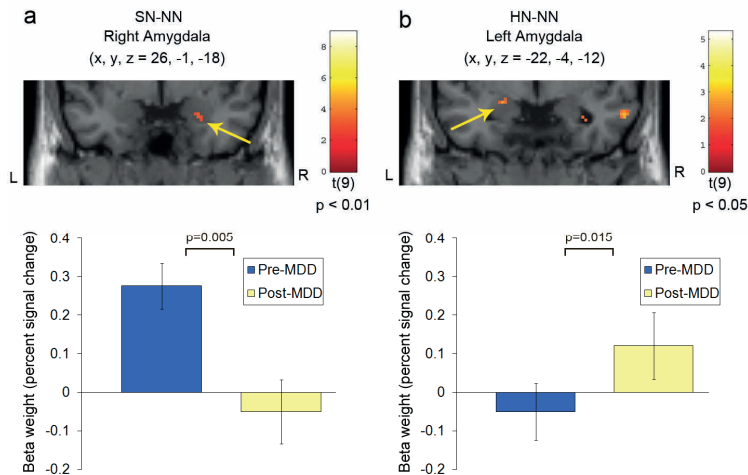 a
SN-NN
Right Amygdala
(x, y, z = 26, -1, -18)
8
6
4
2
0
L
R
t(9)
p < 0.01
b
HN-NN
Left Amygdala
(x, y, z = -22, -4, -12)
5
4
3
2
1
0
L
R
t(9)
p < 0.05
Beta weight (percent signal change)
0.4
0.3
0.2
0.1
0
-0.1
-0.2
p=0.005
Pre-MDD
Post-MDD
Beta weight (percent signal change)
0.4
0.3
0.2
0.1
0
-0.1
-0.2
p=0.015
Pre-MDD
Post-MDD